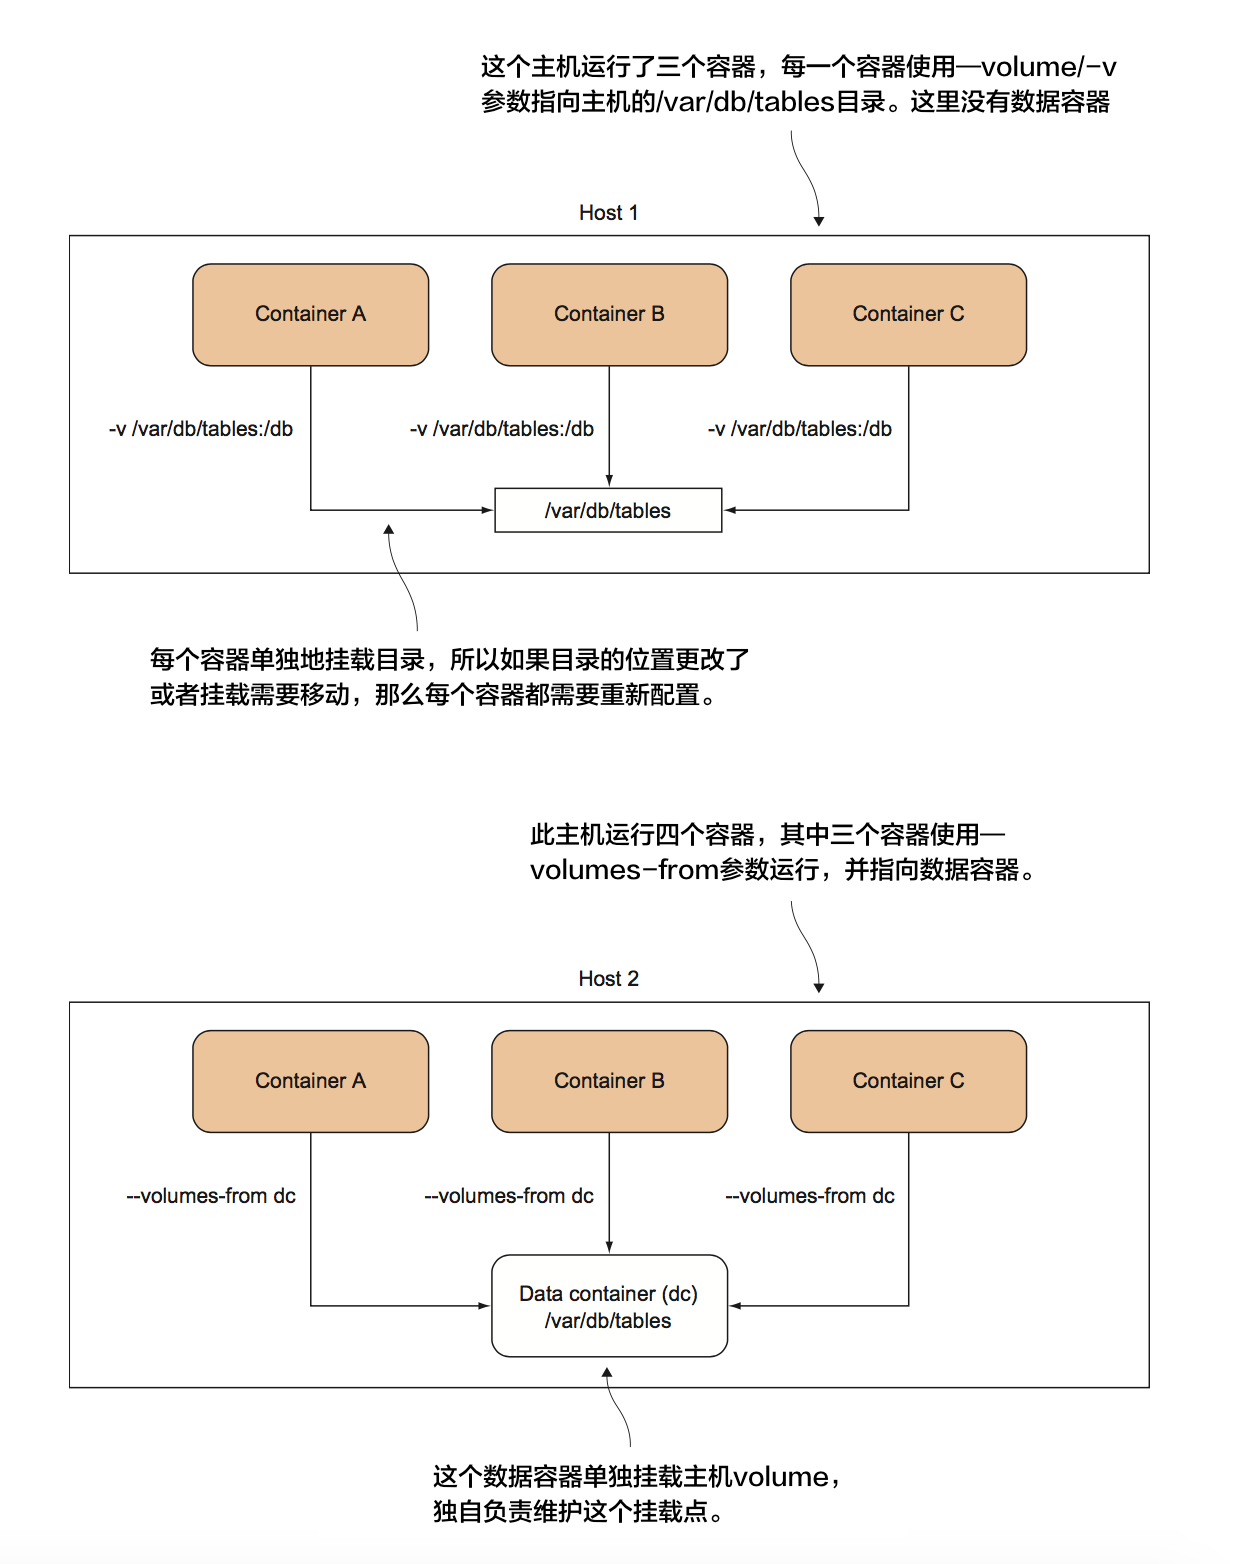 这个主机运行了三个容器，每一个容器使用—volume/-v
参数指向主机的/var/db/tables目录。这里没有数据容器
Host 1
Container A
Container B
Container C
-v /var/db/tables:/db
-v /var/db/tables:/db
-v /var/db/tables:/db
/var/db/tables
每个容器单独地挂载目录，所以如果目录的位置更改了
或者挂载需要移动，那么每个容器都需要重新配置。
此主机运行四个容器，其中三个容器使用—
volumes-from参数运行，并指向数据容器。
Host 2
Container A
Container B
Container C
--volumes-from dc
--volumes-from dc
--volumes-from dc
Data container (dc)
/var/db/tables
这个数据容器单独挂载主机volume，
独自负责维护这个挂载点。